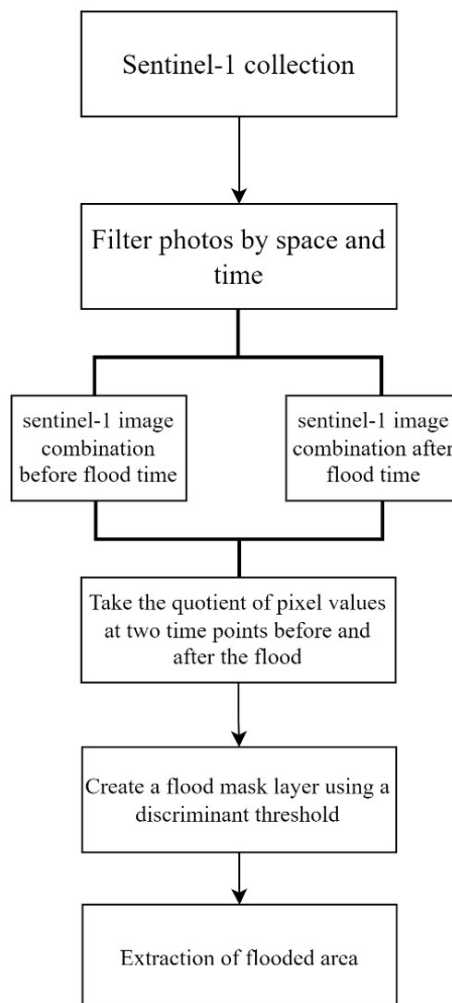 Sentinel-1 collection
Filter photos by space and
time
sentinel-1 image
combination
before flood time
sentinel-1 image
combination after
flood time
Take the quotient of pixel values
at two time points before and
after the flood
Create a flood mask layer using a
discriminant threshold
Extraction of flooded area